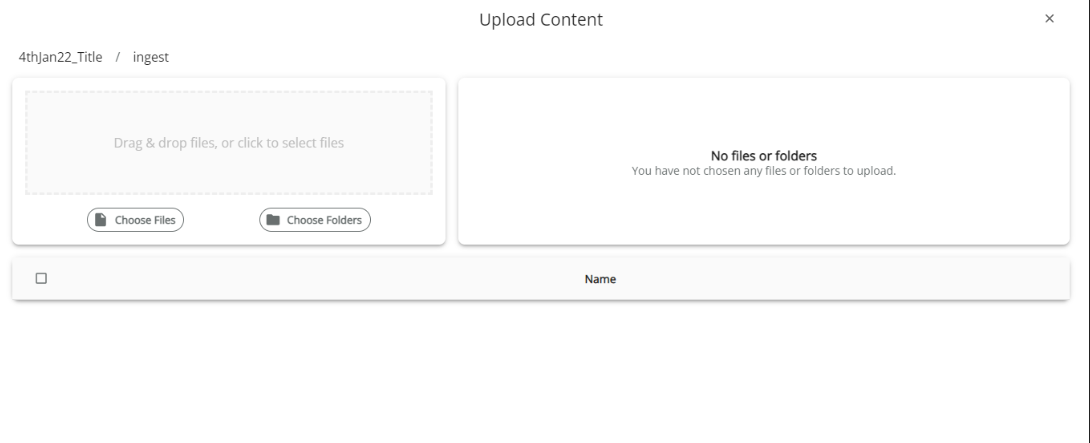 Upload Content
×
4thJan22_Title / ingest
Drag & drop files, or click to select files
Choose Files
Choose Folders
No files or folders
You have not chosen any files or folders to upload.
Name